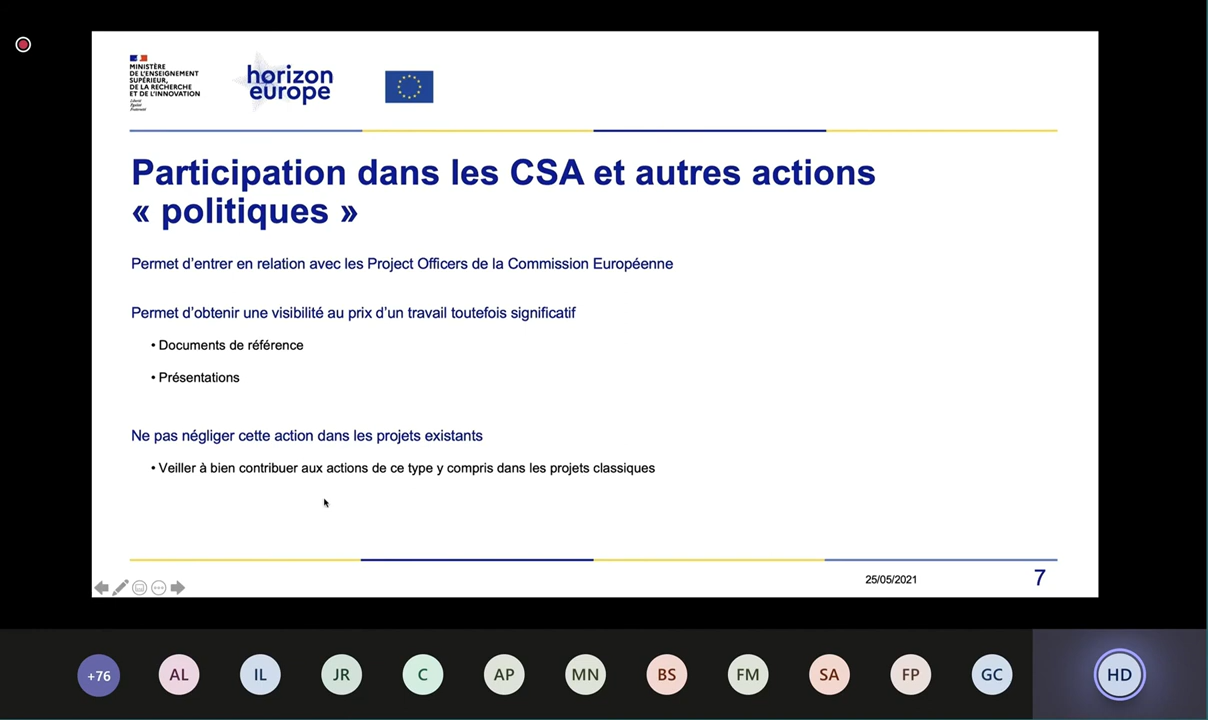 MINISTÈRE
DE L'ENSEIGNEMENT
SUPÉRIEUR,
DE LA RECHERCHE
ET DE L'INNOVATION
Liberté
Égalité
Fraternité
horizon
europe
Participation dans les CSA et autres actions
« politiques »
Permet d'entrer en relation avec les Project Officers de la Commission Européenne
Permet d'obtenir une visibilité au prix d'un travail toutefois significatif
• Documents de référence
• Présentations
Ne pas négliger cette action dans les projets existants
• Veiller à bien contribuer aux actions de ce type y compris dans les projets classiques
25/05/2021
7
+76
AL
IL
JR
C
AP
MN
BS
FM
SA
FP
GC
HD